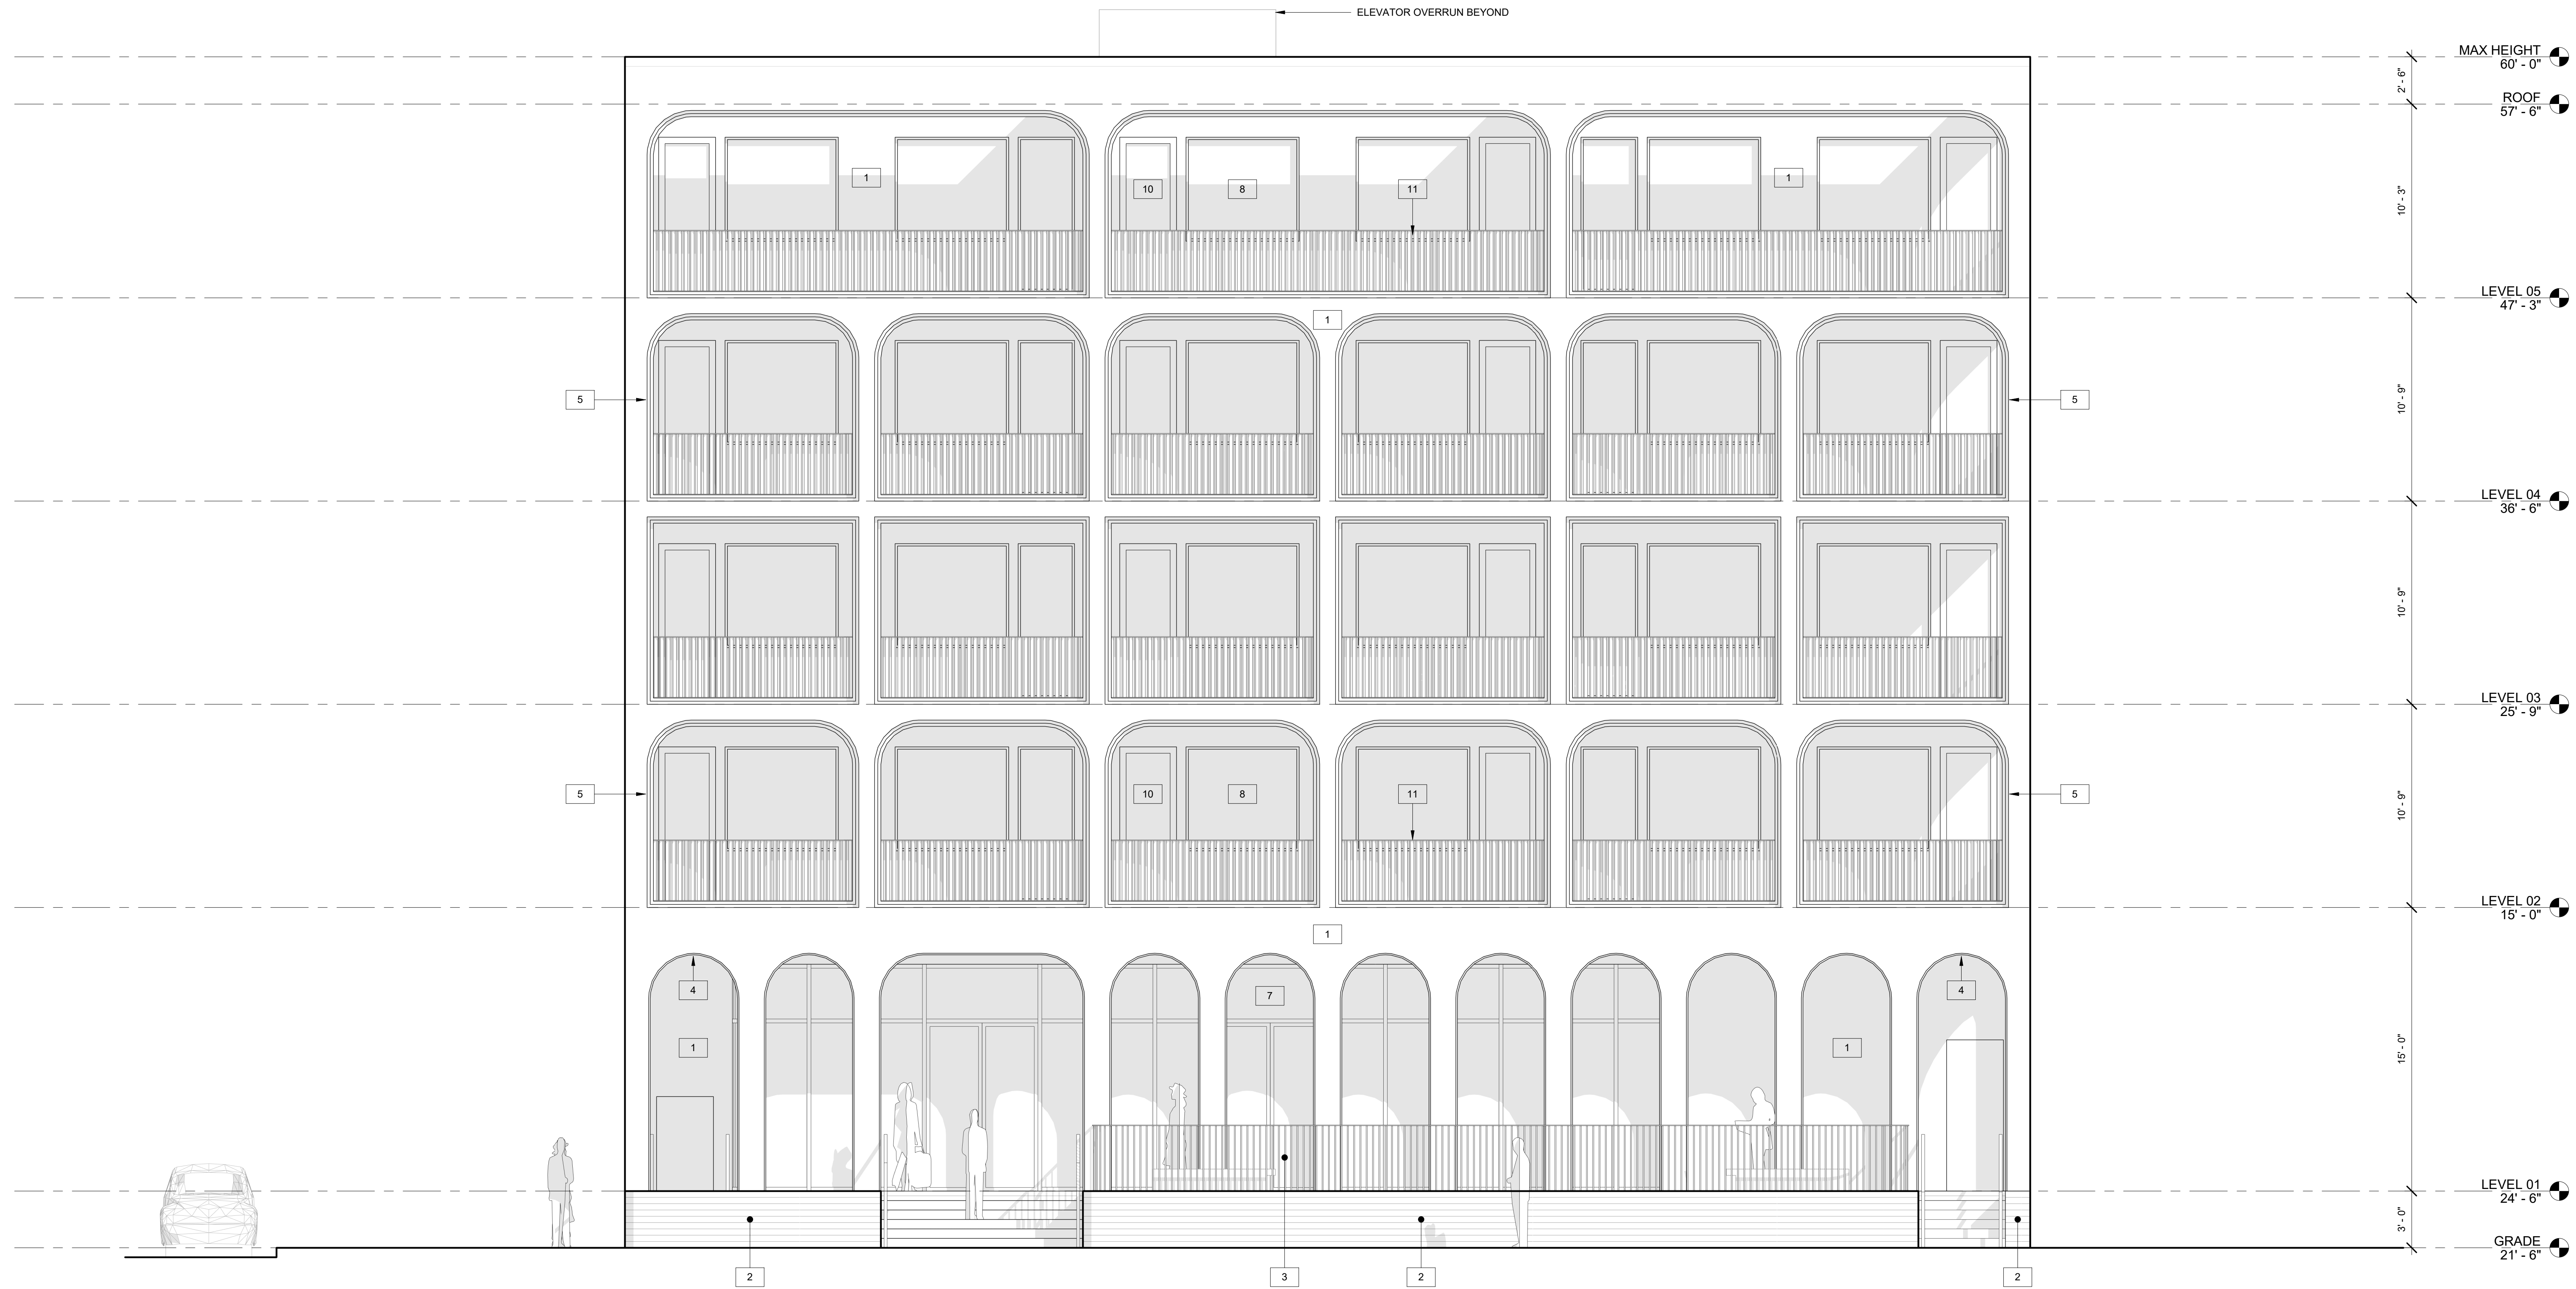 ELEVATOR OVERRUN BEYOND
MAX HEIGHT
60' - 0"
2' - 6"
ROOF
57' - 6"
1
1
10
8
11
10' - 3"
LEVEL 05
47' - 3"
1
5
5
10' - 9"
LEVEL 04
36' - 6"
10' - 9"
LEVEL 03
25' - 9"
5
10
8
11
5
10' - 9"
LEVEL 02
15' - 0"
1
4
7
4
1
1
15' - 0"
LEVEL 01
24' - 6"
3' - 0"
GRADE
21' - 6"
2
3
2
2